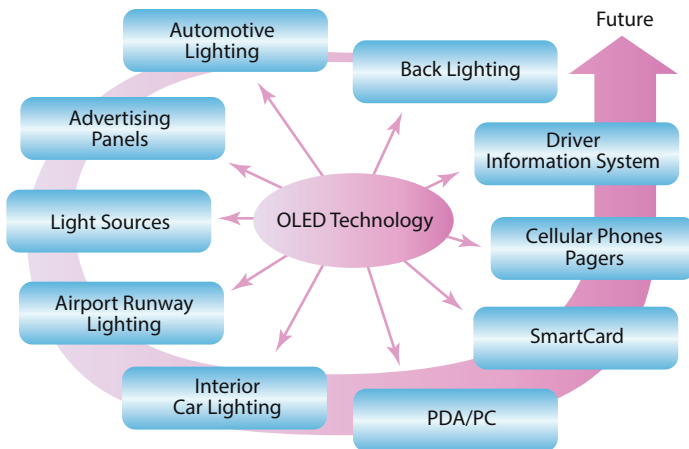 Automotive
Lighting
Future
Back Lighting
Advertising
Panels
Driver
Information System
Light Sources
OLED Technology
Cellular Phones
Pagers
Airport Runway
Lighting
SmartCard
Interior
Car Lighting
PDA/PC